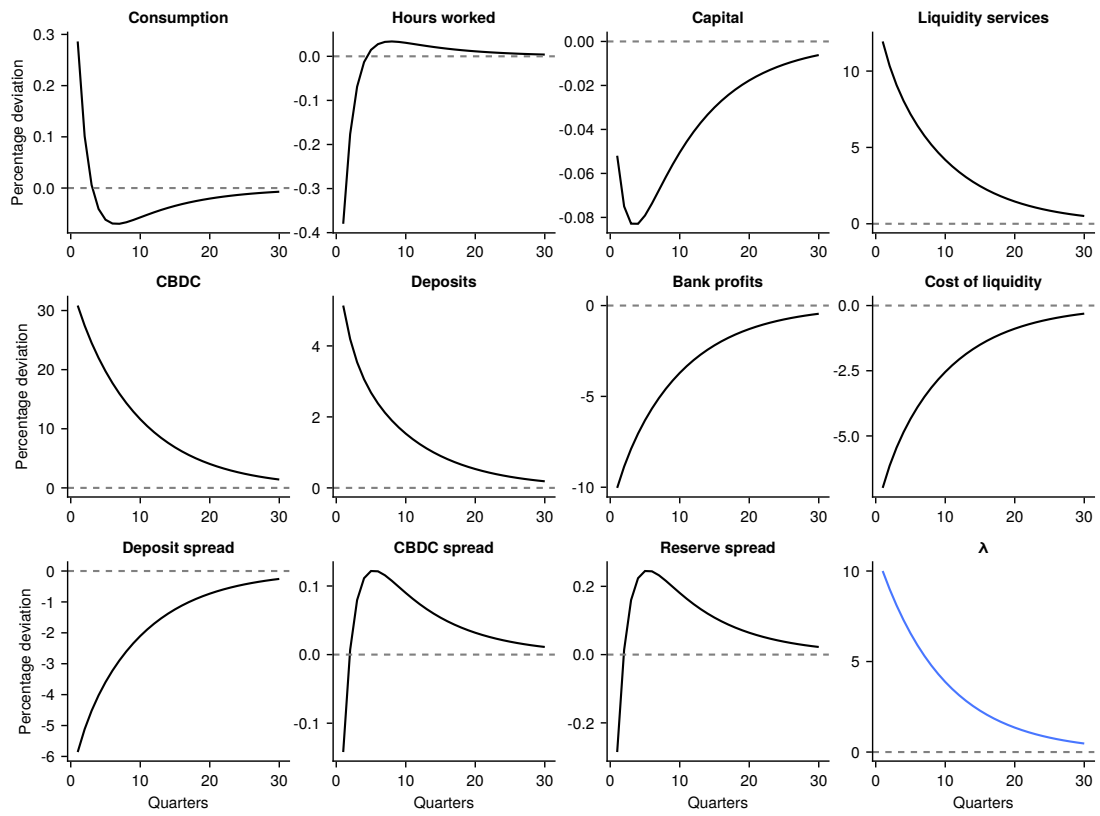 Consumption
Hours worked
Capital
Liquidity services
Percentage deviation
0.3
0.2
0.1
0.0
0 10 20 30
0.0
-0.1
-0.2
-0.3
-0.4
0 10 20 30
0.00
-0.02
-0.04
-0.06
-0.08
0 10 20 30
10
5
0
0 10 20 30
CBDC
Deposits
Bank profits
Cost of liquidity
Percentage deviation
30
20
10
0
0 10 20 30
4
2
0
0 10 20 30
0
-5
-10
0 10 20 30
0.0
-2.5
-5.0
0 10 20 30
Deposit spread
CBDC spread
Reserve spread
λ
Percentage deviation
0
-1
-2
-3
-4
-5
-6
0 10 20 30
Quarters
0.1
0.0
-0.1
0 10 20 30
Quarters
0.2
0.0
-0.2
0 10 20 30
Quarters
10
5
0
0 10 20 30
Quarters